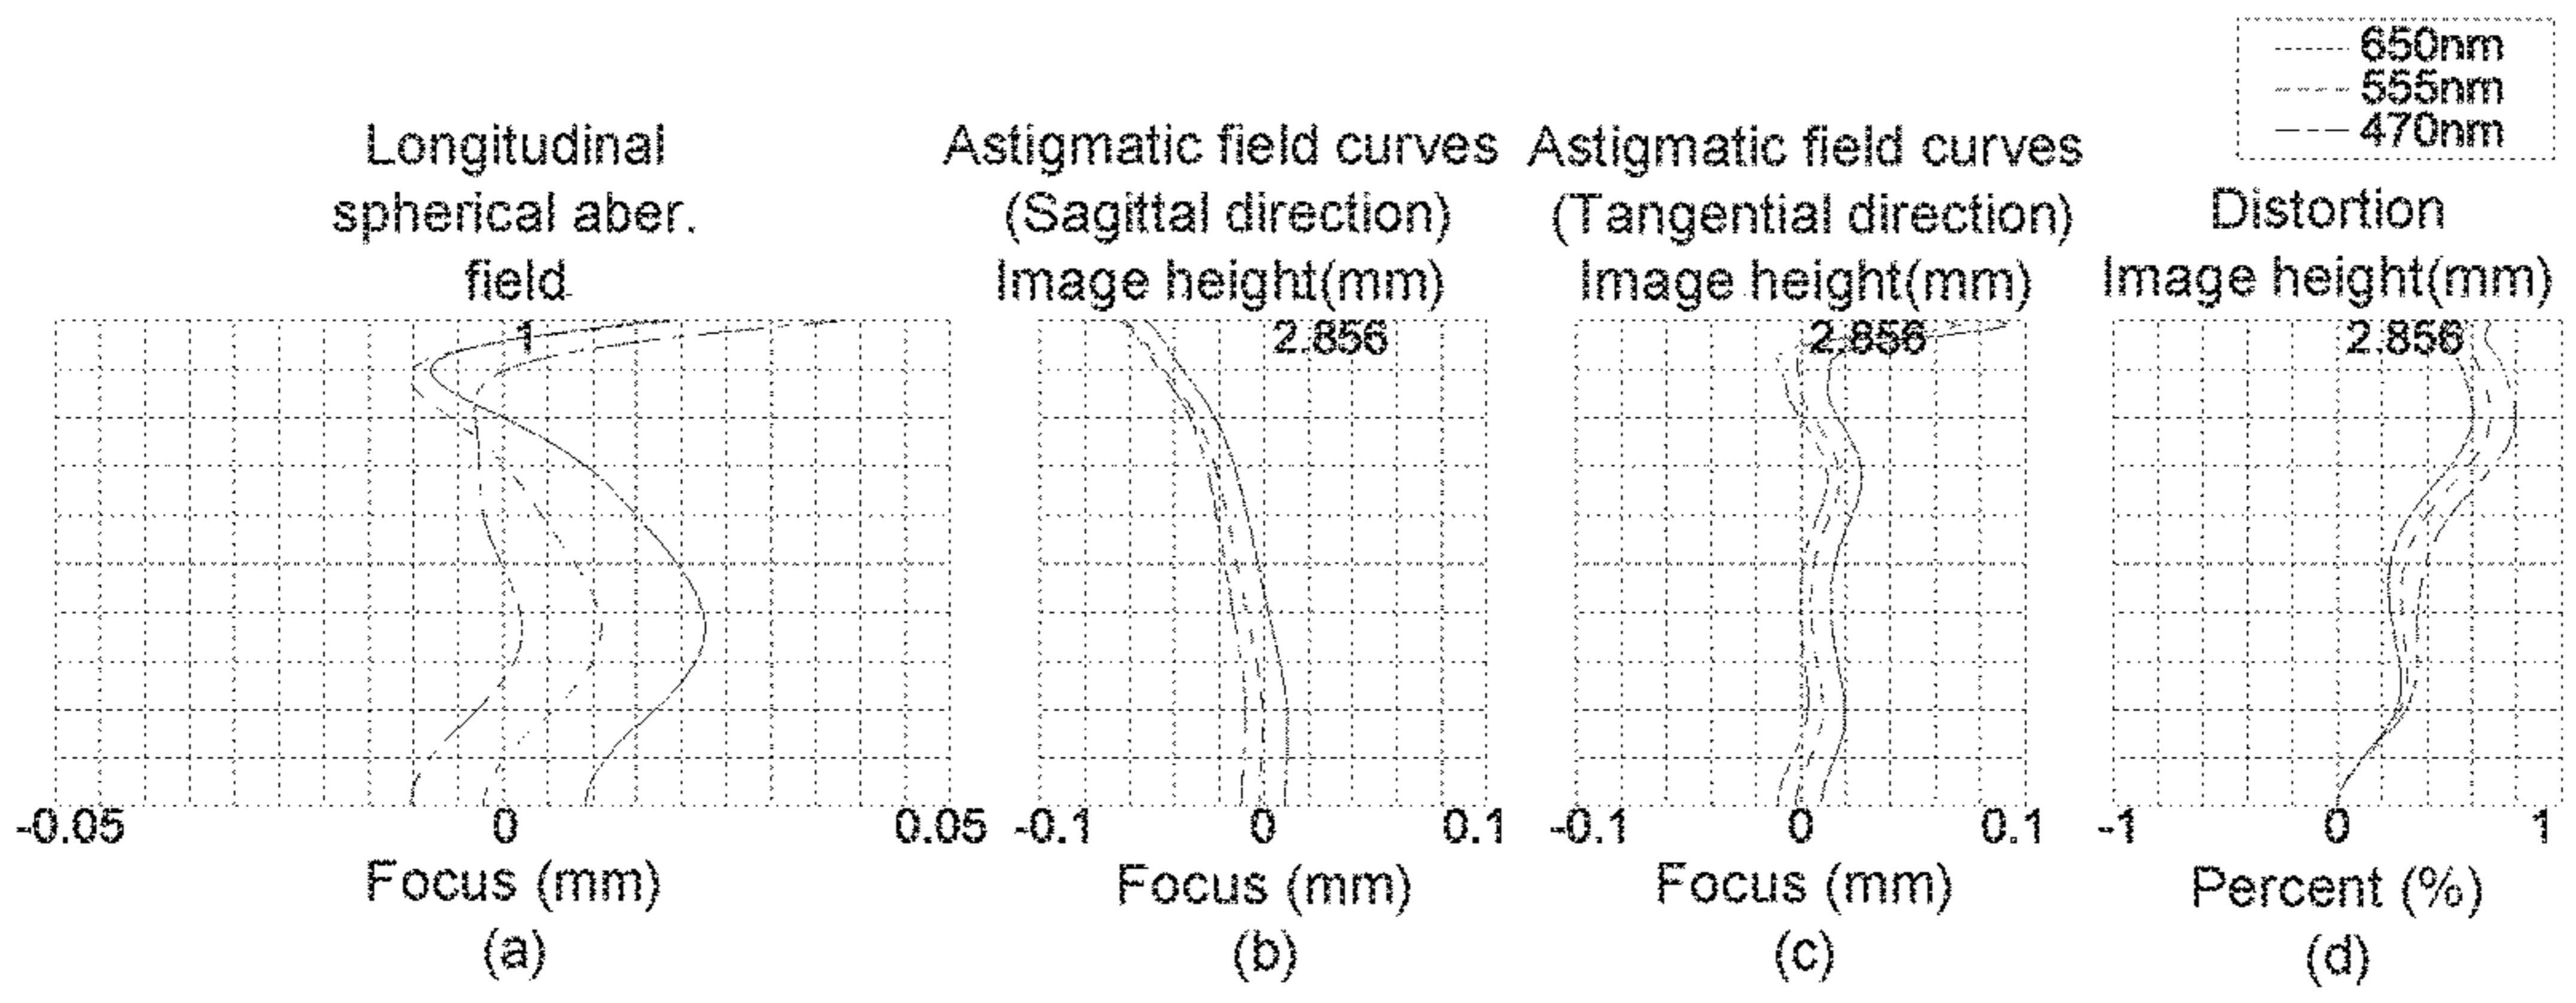 650nm
555nm
470nm
Longitudinal
spherical aber.
field
1
-0.05 0 0.05
Focus (mm)
(a)
Astigmatic field curves
(Sagittal direction)
Image height(mm)
2.856
-0.1 0 0.1
Focus (mm)
(b)
Astigmatic field curves
(Tangential direction)
Image height(mm)
2.856
-0.1 0 0.1
Focus (mm)
(c)
Distortion
Image height(mm)
2.856
-1 0 1
Percent (%)
(d)